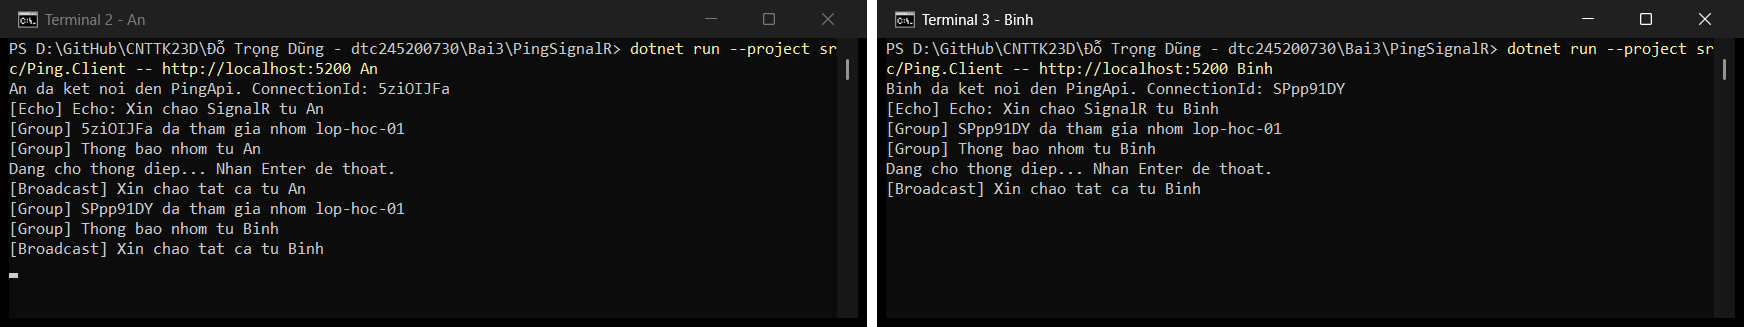 Terminal 2 - An
PS D:\GitHub\CNTTK23D\Đỗ Trọng Dũng - dtc245200730\Bai3\PingSignalR> dotnet run --project sr
c/Ping.Client -- http://localhost:5200 An
An da ket noi den PingApi. ConnectionId: 5ziOIJFa
[Echo] Echo: Xin chao SignalR tu An
[Group] 5ziOIJFa da tham gia nhom lop-hoc-01
[Group] Thong bao nhom tu An
Dang cho thong diep... Nhan Enter de thoat.
[Broadcast] Xin chao tat ca tu An
[Group] SPpp91DY da tham gia nhom lop-hoc-01
[Group] Thong bao nhom tu Binh
[Broadcast] Xin chao tat ca tu Binh
Terminal 3 - Binh
PS D:\GitHub\CNTTK23D\Đỗ Trọng Dũng - dtc245200730\Bai3\PingSignalR> dotnet run --project sr
c/Ping.Client -- http://localhost:5200 Binh
Binh da ket noi den PingApi. ConnectionId: SPpp91DY
[Echo] Echo: Xin chao SignalR tu Binh
[Group] SPpp91DY da tham gia nhom lop-hoc-01
[Group] Thong bao nhom tu Binh
Dang cho thong diep... Nhan Enter de thoat.
[Broadcast] Xin chao tat ca tu Binh